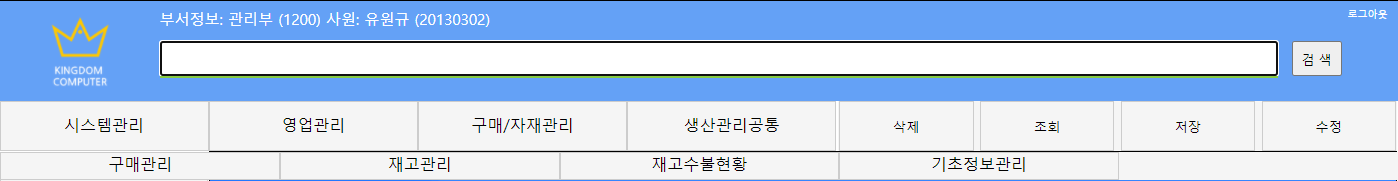 부서정보: 관리부 (1200) 사원: 유원규 (20130302)
로그아웃
KINGDOM
COMPUTER
검 색
시스템관리 영업관리 구매/자재관리 생산관리공통 삭제 조회 저장 수정
구매관리 재고관리 재고수불현황 기초정보관리